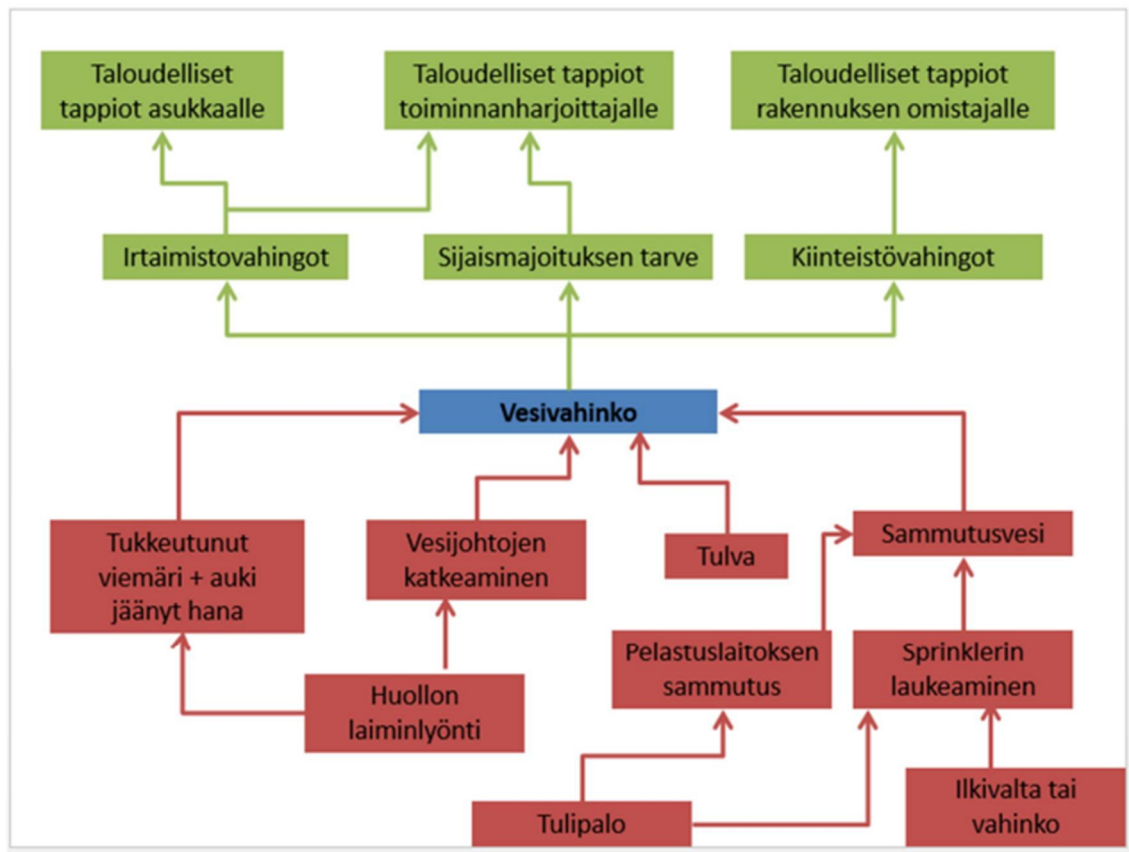 Taloudelliset
tappiot asukkaalle
Taloudelliset tappiot
toiminnanharjoittajalle
Taloudelliset tappiot
rakennuksen omistajalle
Irtaimistovahingot
Sijaismajoituksen tarve
Kiinteistövahingot
Vesivahinko
Tukkeutunut
viemäri + auki
jäänyt hana
Vesijohtojen
katkeaminen
Tulva
Sammutusvesi
Huollon
laiminlyönti
Pelastuslaitoksen
sammutus
Sprinklerin
laukeaminen
Tulipalo
Ilkivalta tai
vahinko